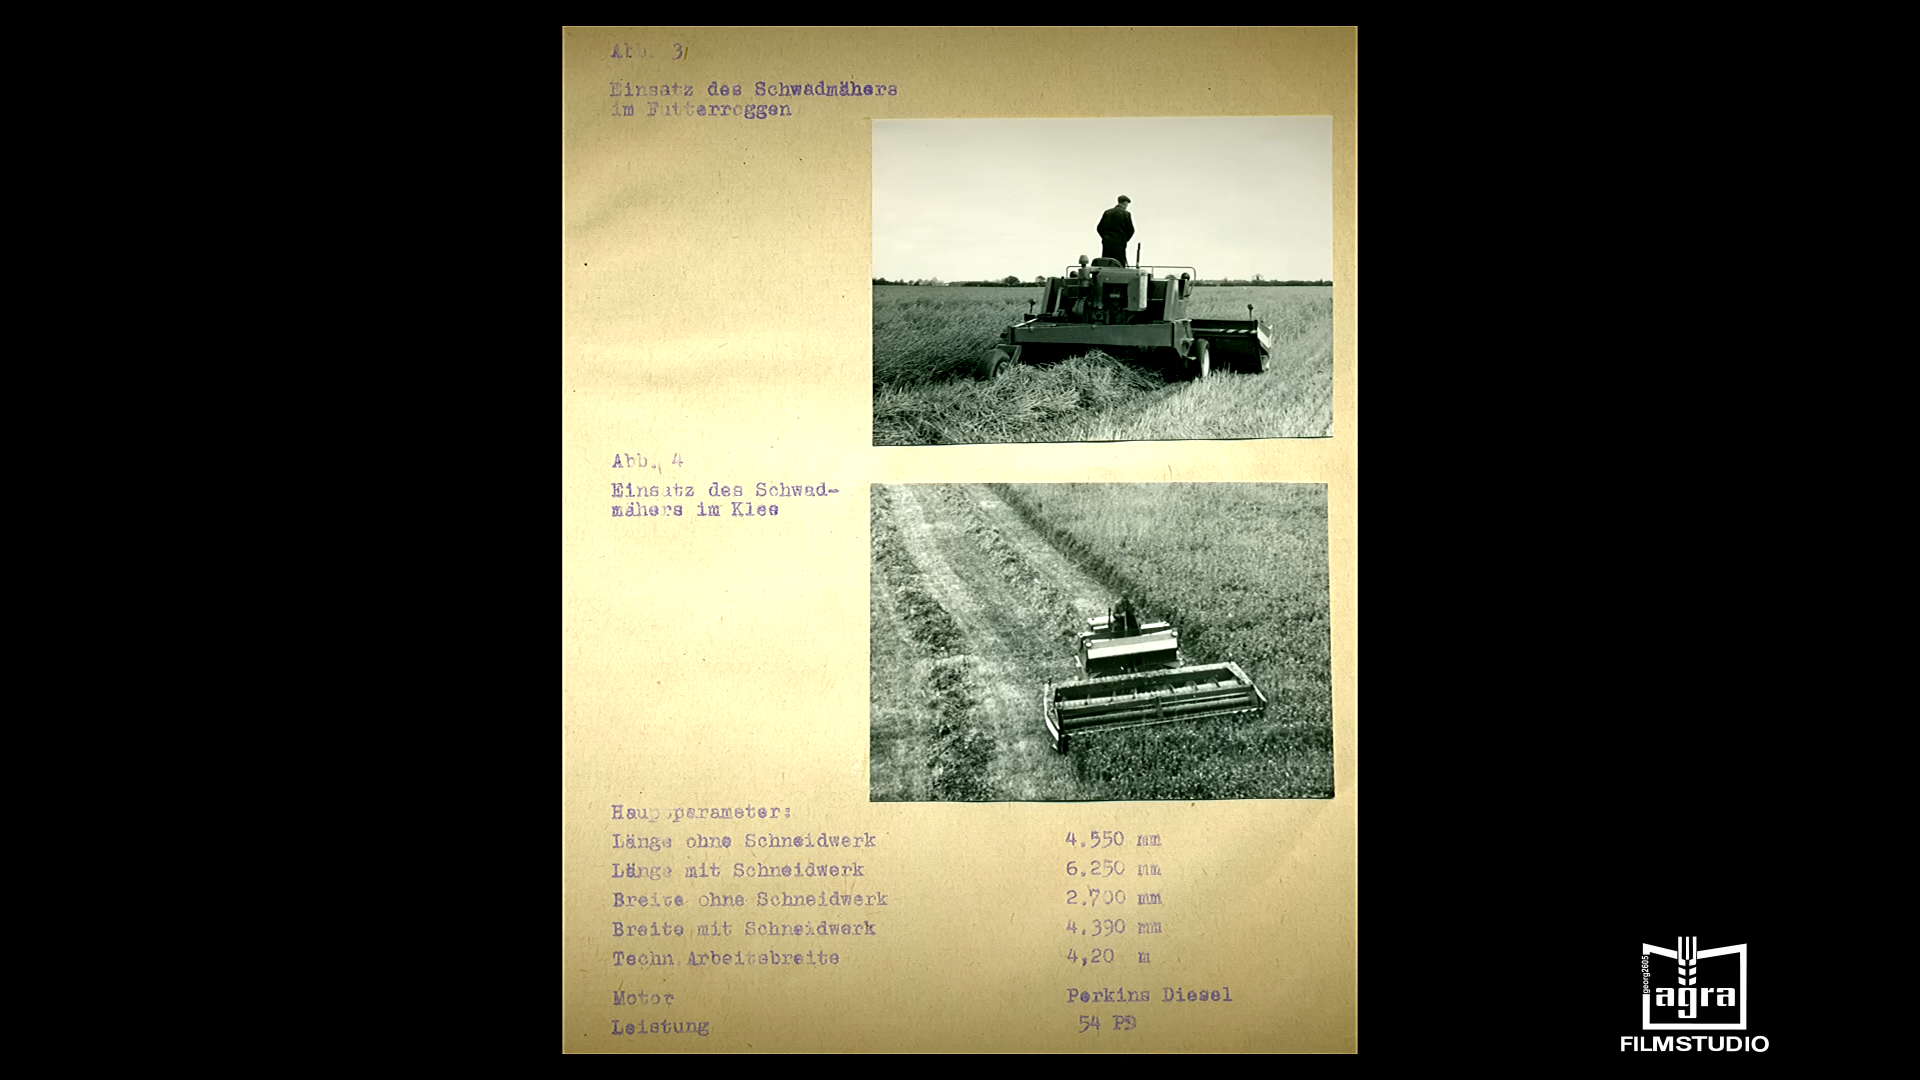 Abb. 3
Einsatz des Schwadmähers
im Futterroggen
Abb. 4
Einsatz des Schwad-
mähers im Klee
Hauptparameter:
Länge ohne Schneidwerk 4.550 mm
Länge mit Schneidwerk 6.250 mm
Breite ohne Schneidwerk 2.700 mm
Breite mit Schneidwerk 4.390 mm
Techn. Arbeitsbreite 4,20 m
Motor Perkins Diesel
Leistung 54 PS
georg2605
agra
FILMSTUDIO